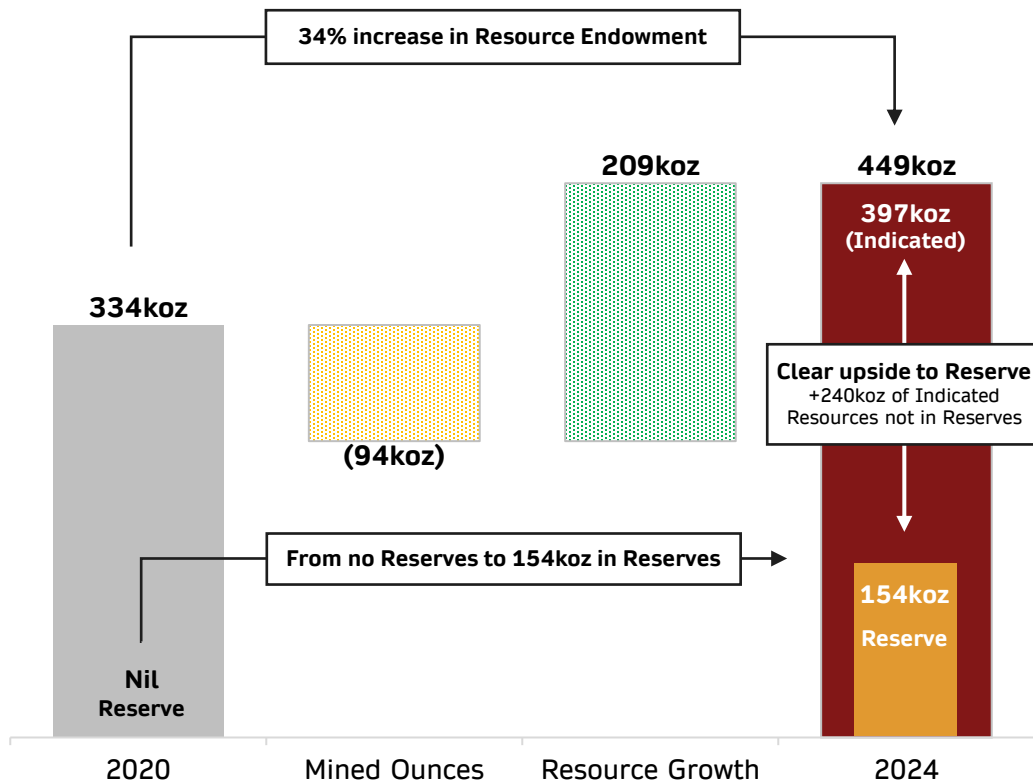 34% increase in Resource Endowment
209koz
449koz
397koz
(Indicated)
334koz
Clear upside to Reserve
+240koz of Indicated
Resources not in Reserves
(94koz)
From no Reserves to 154koz in Reserves
154koz
Reserve
Nil
Reserve
2020
Mined Ounces
Resource Growth
2024